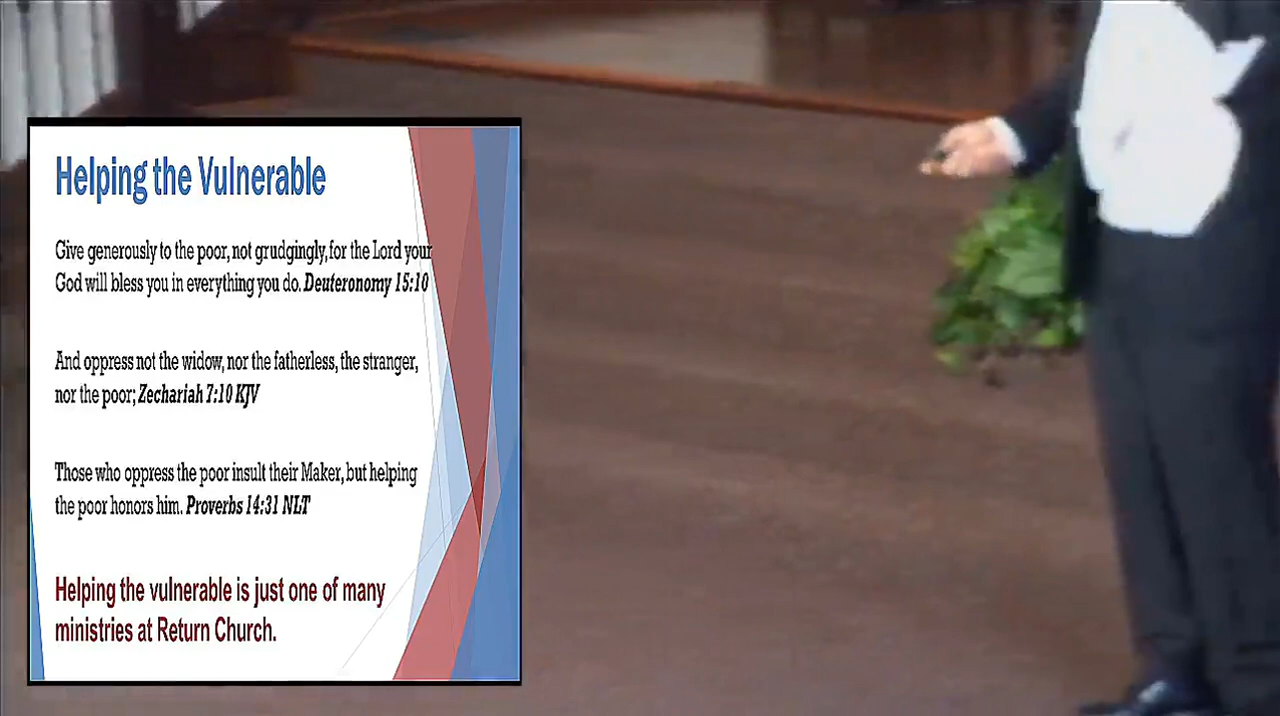 Helping the Vulnerable
Give generously to the poor, not grudgingly, for the Lord your
God will bless you in everything you do. Deuteronomy 15:10
And oppress not the widow, nor the fatherless, the stranger,
nor the poor; Zechariah 7:10 KJV
Those who oppress the poor insult their Maker, but helping
the poor honors him. Proverbs 14:31 NLT
Helping the vulnerable is just one of many
ministries at Return Church.